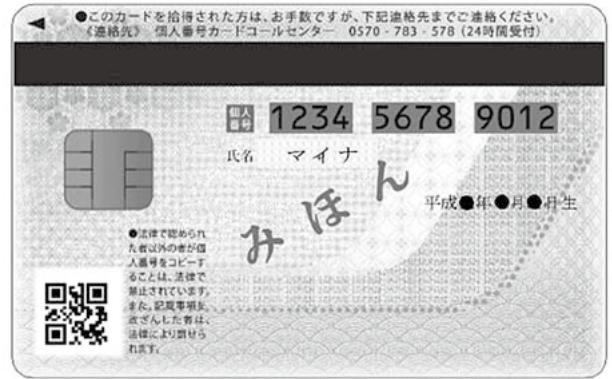 ●このカードを拾得された方は、お手数ですが、下記連絡先までご連絡ください。
《連絡先》 個人番号カードコールセンター 0570-783-578 (24時間受付)
個人番号 1234 5678 9012
氏名 マイナ
平成●年●月●日生
みほん
●法律で認められ
た者以外の者が個
人番号をコピーす
ることは、法律で
禁止されています。
また、記載事項を
改ざんした者は、
法律により罰せら
れます。